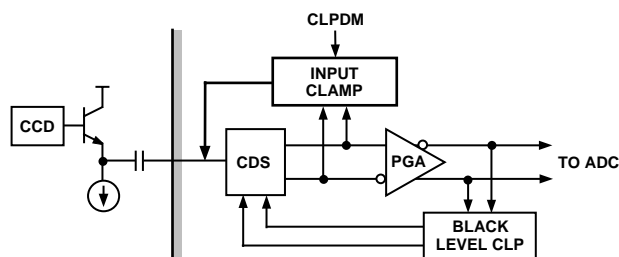 CLPDM
INPUT
CLAMP
CCD
CDS
PGA
TO ADC
BLACK
LEVEL CLP